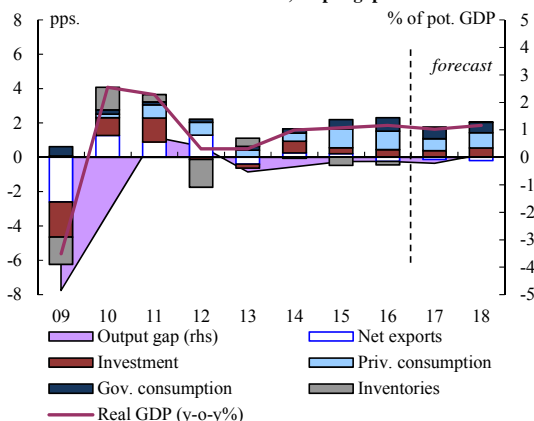 pps.
% of pot. GDP
8
6
4
2
0
-2
-4
-6
-8
5
4
3
2
1
0
-1
-2
-3
-4
-5
forecast
09 10 11 12 13 14 15 16 17 18
Output gap (rhs)
Net exports
Investment
Priv. consumption
Gov. consumption
Inventories
Real GDP (y-o-y%)